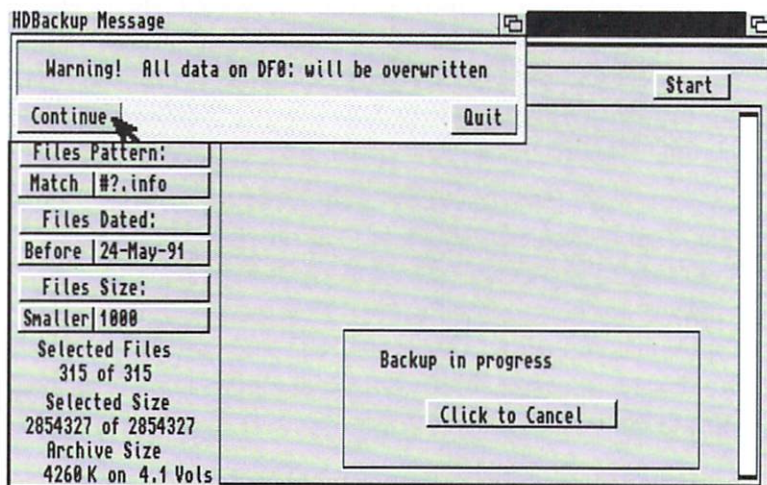 HDBackup Message
Warning! All data on DF0: will be overwritten
Continue
Quit
Start
Files Pattern:
Match #?.info
Files Dated:
Before 24-May-91
Files Size:
Smaller 1000
Selected Files
315 of 315
Selected Size
2854327 of 2854327
Archive Size
4260K on 4.1 Vols
Backup in progress
Click to Cancel